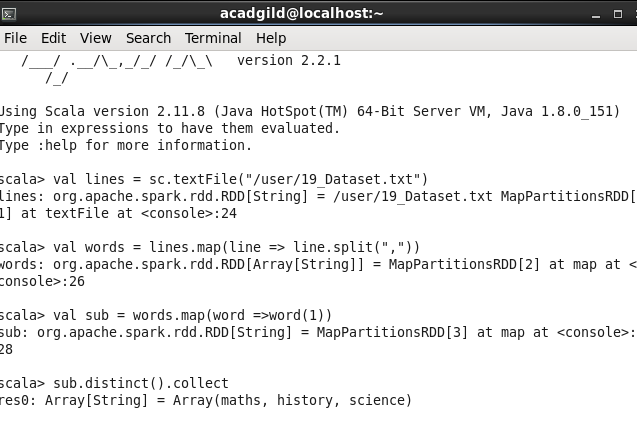 acadgild@localhost:~
File Edit View Search Terminal Help
/___/ .__/\_,_/_/ /_/\_\   version 2.2.1
/_/
Using Scala version 2.11.8 (Java HotSpot(TM) 64-Bit Server VM, Java 1.8.0_151)
Type in expressions to have them evaluated.
Type :help for more information.
scala> val lines = sc.textFile("/user/19_Dataset.txt")
lines: org.apache.spark.rdd.RDD[String] = /user/19_Dataset.txt MapPartitionsRDD[
1] at textFile at <console>:24
scala> val words = lines.map(line => line.split(","))
words: org.apache.spark.rdd.RDD[Array[String]] = MapPartitionsRDD[2] at map at <
console>:26
scala> val sub = words.map(word =>word(1))
sub: org.apache.spark.rdd.RDD[String] = MapPartitionsRDD[3] at map at <console>:
28
scala> sub.distinct().collect
res0: Array[String] = Array(maths, history, science)